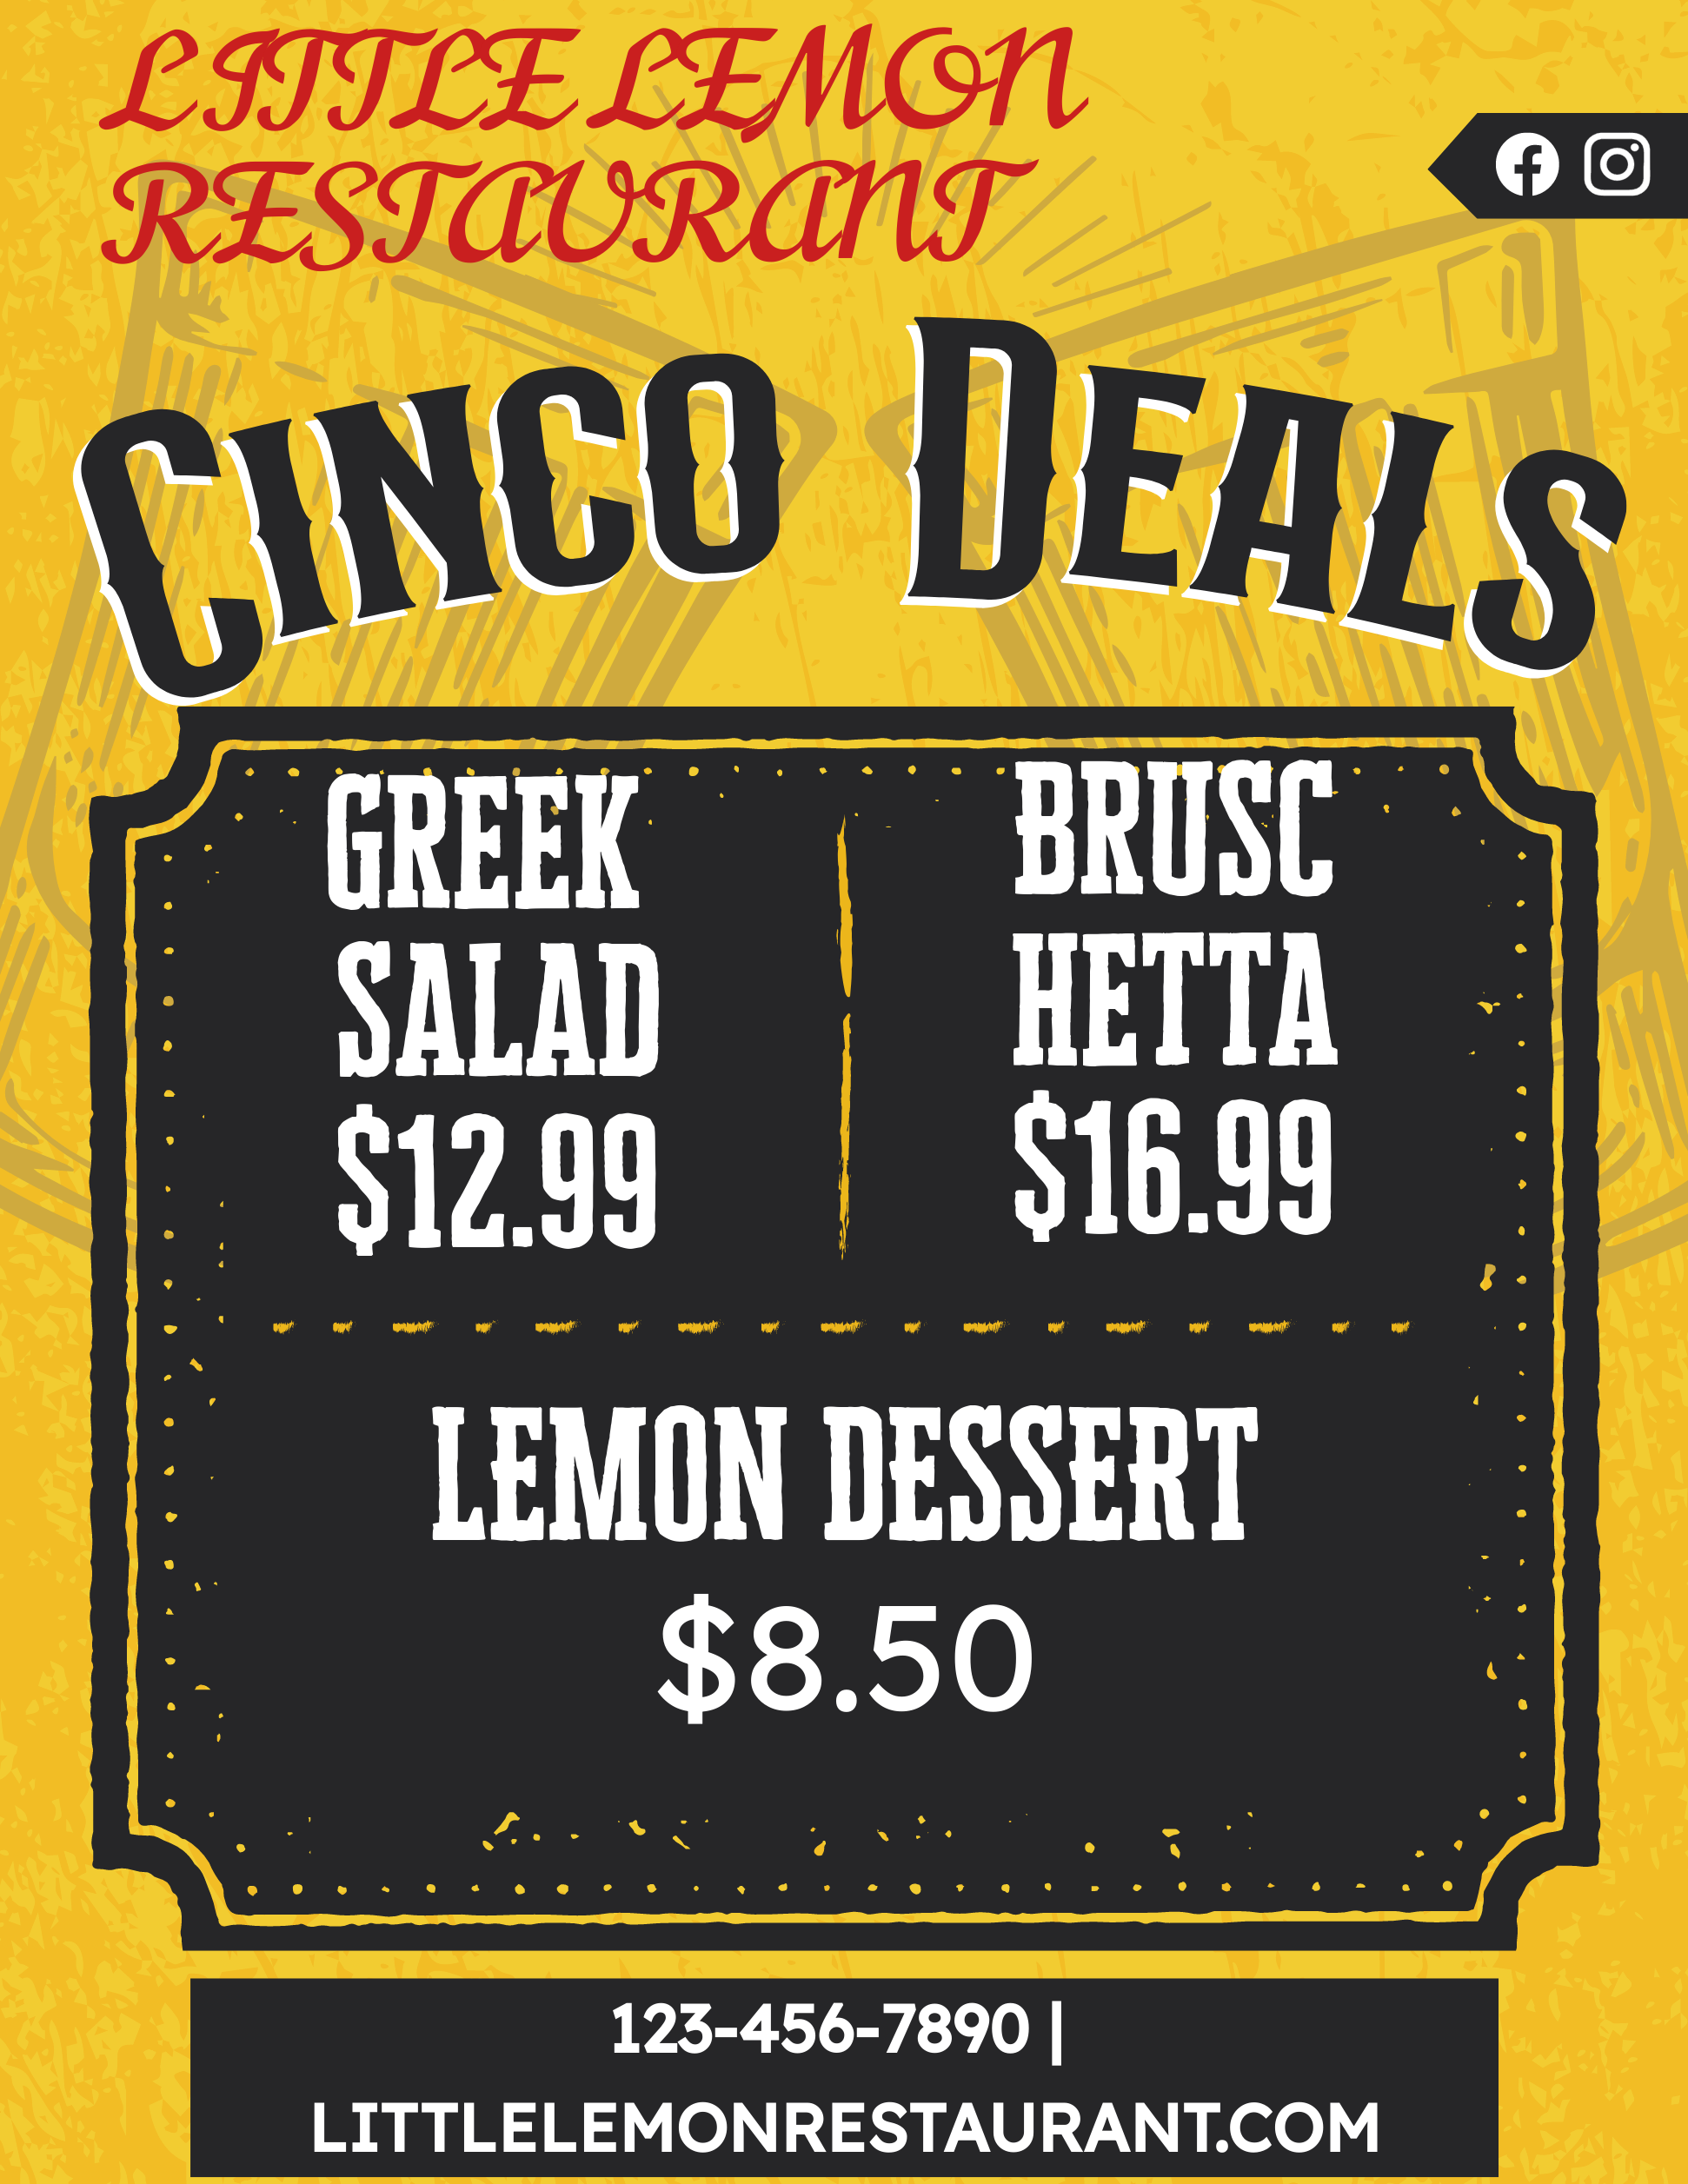 LITTLE LEMON
RESTAURANT
CINCO DEALS
GREEK
SALAD
$12.99
BRUSC
HETTA
$16.99
LEMON DESSERT
$8.50
123-456-7890 |
LITTLELEMONRESTAURANT.COM